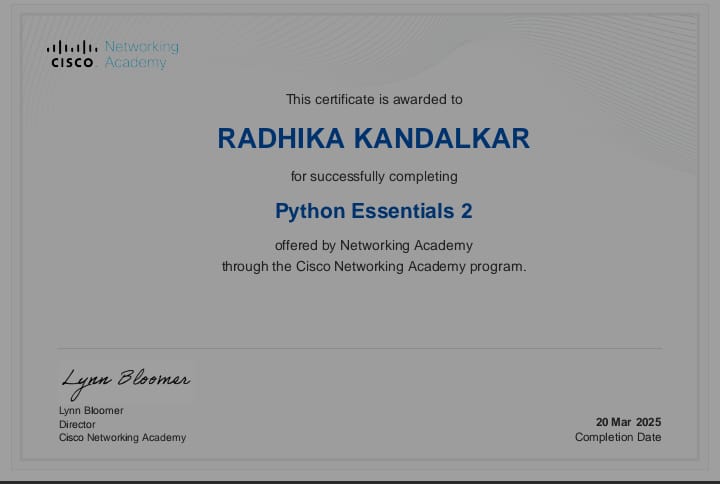 Networking
CISCO Academy
This certificate is awarded to
RADHIKA KANDALKAR
for successfully completing
Python Essentials 2
offered by Networking Academy
through the Cisco Networking Academy program.
Lynn Bloomer
Lynn Bloomer
Director
Cisco Networking Academy
20 Mar 2025
Completion Date